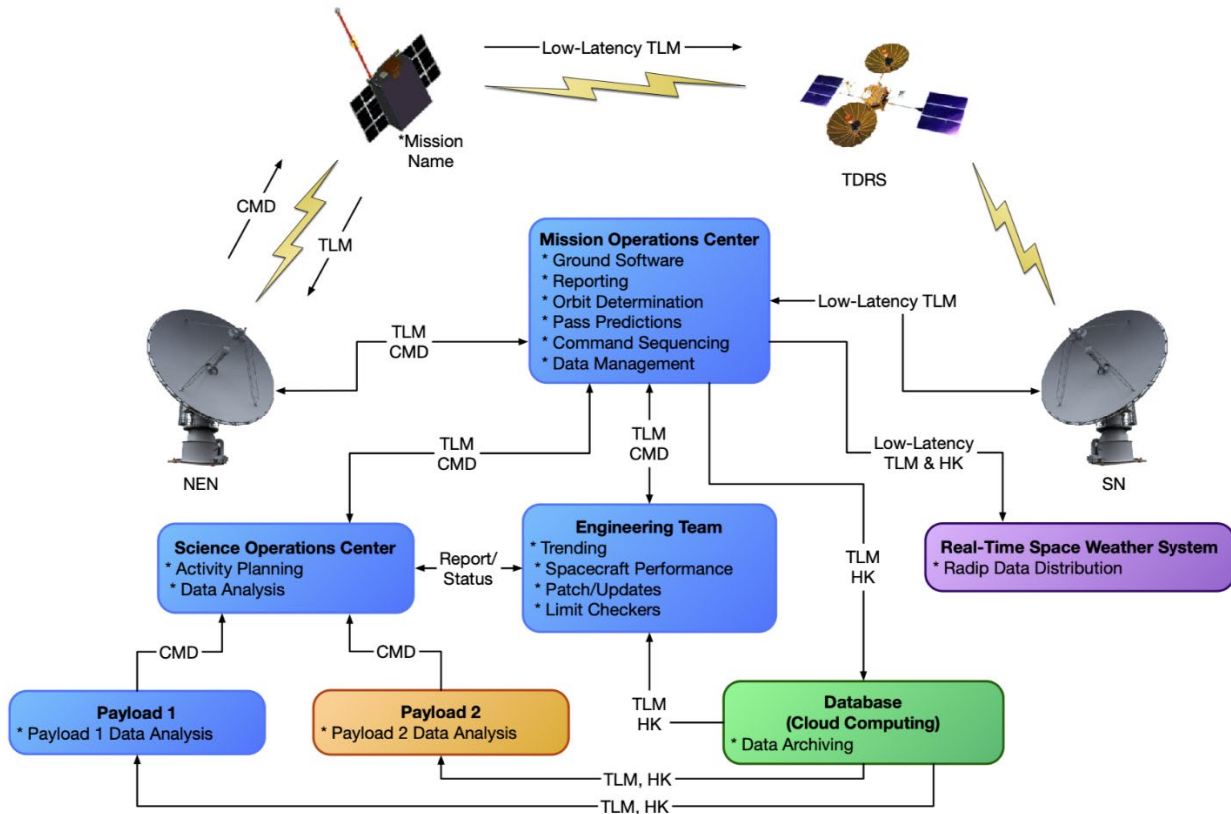 Low-Latency TLM
*Mission
Name
TDRS
CMD
TLM
Mission Operations Center
* Ground Software
* Reporting
* Orbit Determination
* Pass Predictions
* Command Sequencing
* Data Management
Low-Latency TLM
TLM
CMD
NEN
SN
TLM
CMD
TLM
CMD
Low-Latency
TLM & HK
Science Operations Center
* Activity Planning
* Data Analysis
Report/
Status
Engineering Team
* Trending
* Spacecraft Performance
* Patch/Updates
* Limit Checkers
TLM
HK
Real-Time Space Weather System
* Radip Data Distribution
CMD
CMD
Payload 1
* Payload 1 Data Analysis
Payload 2
* Payload 2 Data Analysis
TLM
HK
Database
(Cloud Computing)
* Data Archiving
TLM, HK
TLM, HK